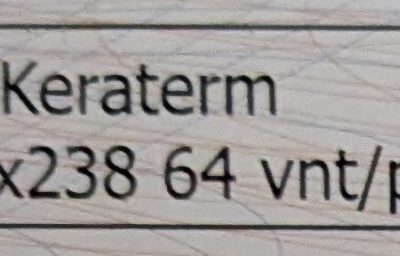 Keraterm
x238 64 vnt/p